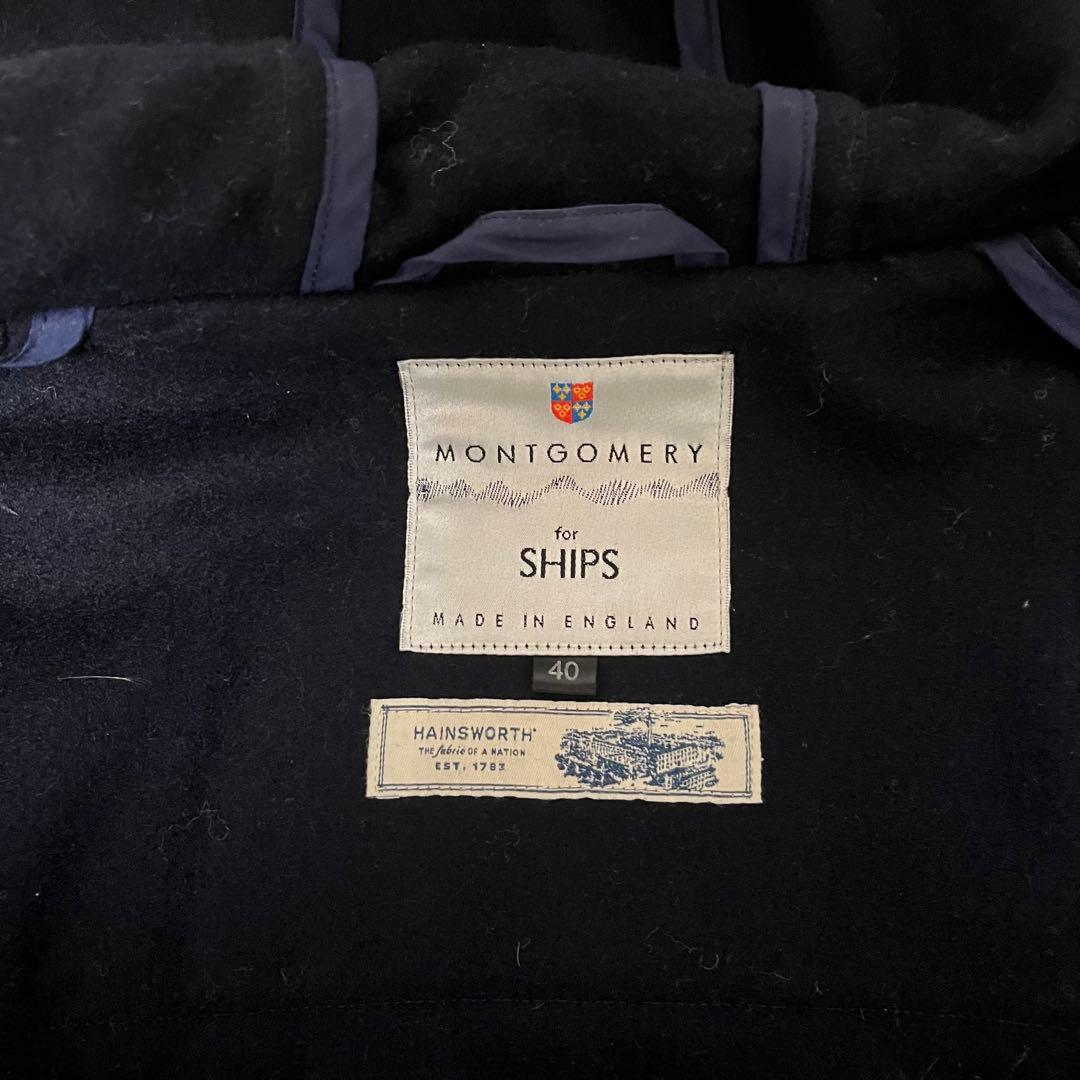 MONTGOMERY
for
SHIPS
MADE IN ENGLAND
40
HAINSWORTH®
THE fabric OF A NATION
EST. 1783